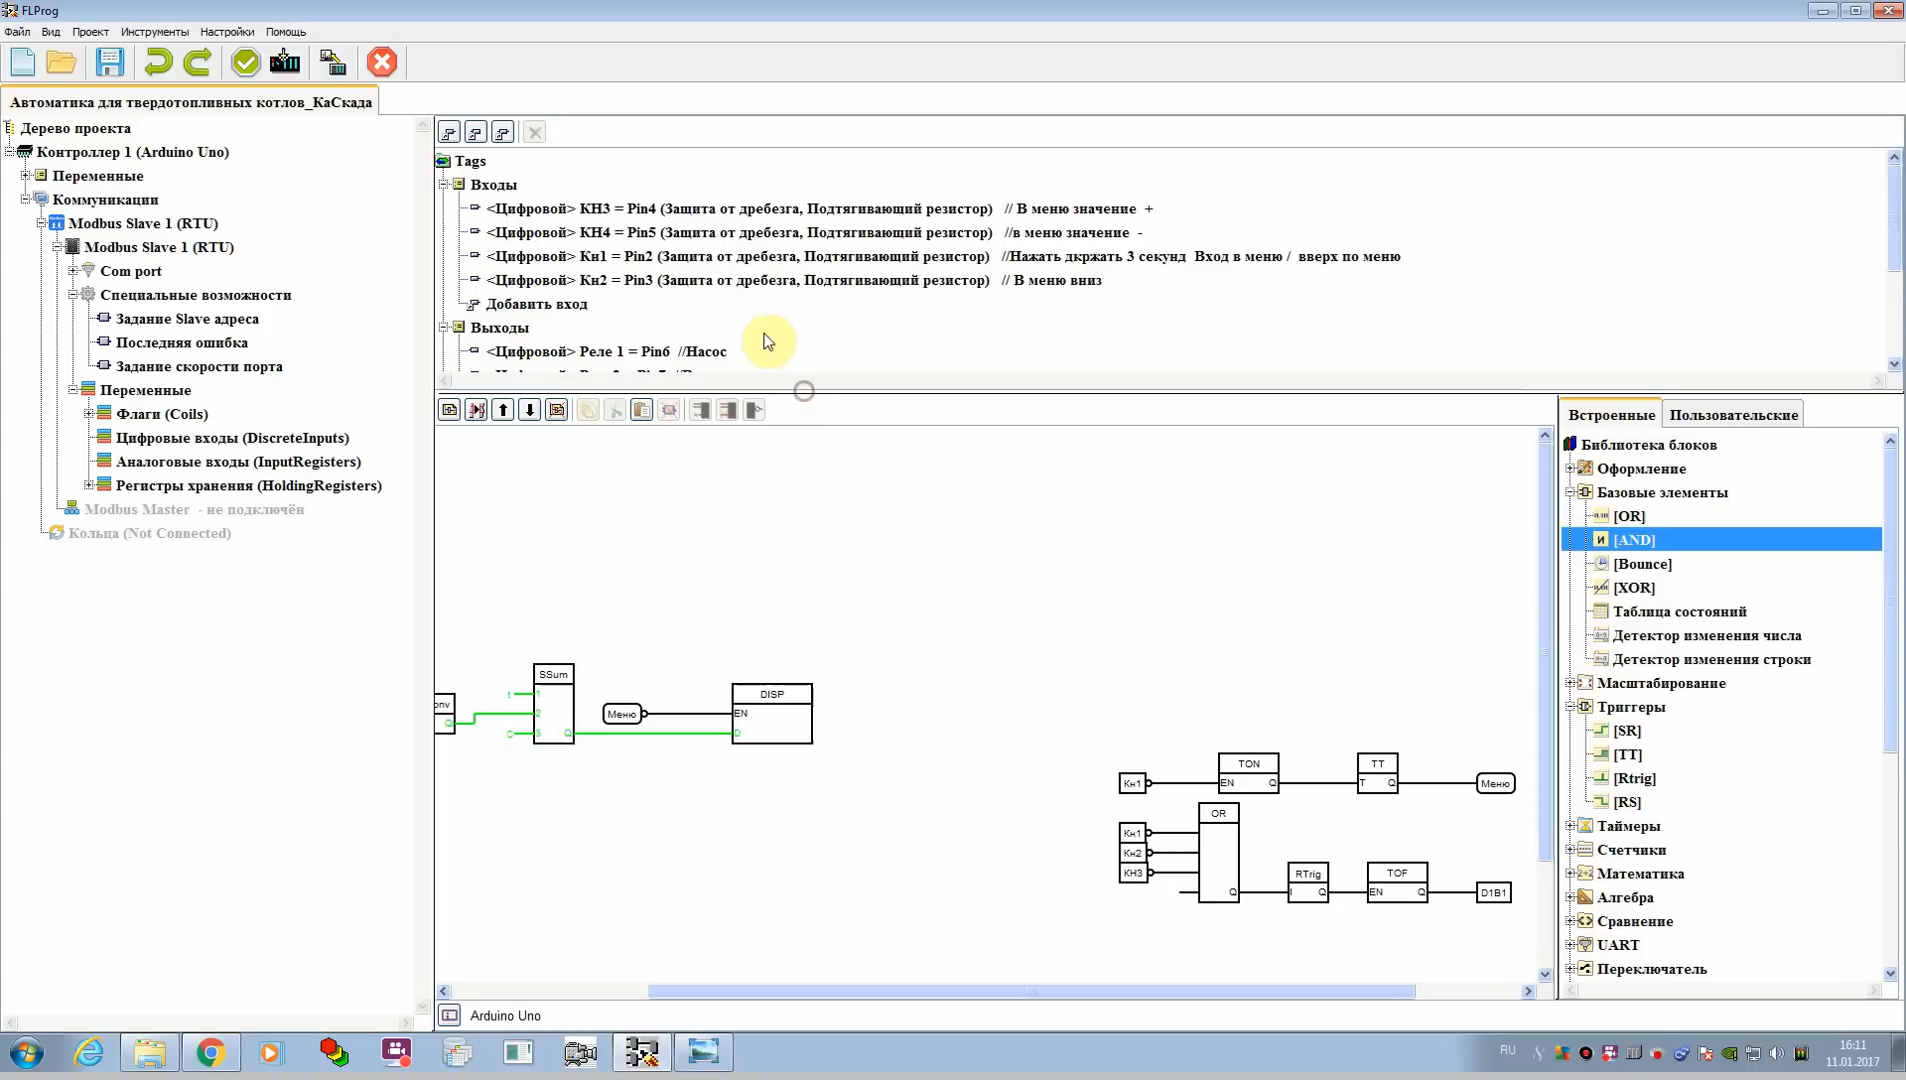 FLProg
Файл Вид Проект Инструменты Настройки Помощь
Автоматика для твердотопливных котлов_КаСкада
Дерево проекта
Контроллер 1 (Arduino Uno)
Переменные
Коммуникации
Modbus Slave 1 (RTU)
Modbus Slave 1 (RTU)
Com port
Специальные возможности
Задание Slave адреса
Последняя ошибка
Задание скорости порта
Переменные
Флаги (Coils)
Цифровые входы (DiscreteInputs)
Аналоговые входы (InputRegisters)
Регистры хранения (HoldingRegisters)
Modbus Master - не подключён
Кольца (Not Connected)
Tags
Входы
<Цифровой> КН3 = Pin4 (Защита от дребезга, Подтягивающий резистор) // В меню значение +
<Цифровой> КН4 = Pin5 (Защита от дребезга, Подтягивающий резистор) //в меню значение -
<Цифровой> Кн1 = Pin2 (Защита от дребезга, Подтягивающий резистор) //Нажать дкржать 3 секунд Вход в меню / вверх по меню
<Цифровой> Кн2 = Pin3 (Защита от дребезга, Подтягивающий резистор) // В меню вниз
Добавить вход
Выходы
<Цифровой> Реле 1 = Pin6 //Насос
onv
Q
SSum
t 1
2
C 3 Q
Меню
DISP
EN
D
Кн1
TON
EN Q
TT
T Q
Меню
OR
Кн1
Кн2
КН3
Q
RTrig
I Q
TOF
EN Q
D1B1
Встроенные Пользовательские
Библиотека блоков
Оформление
Базовые элементы
[OR]
[AND]
[Bounce]
[XOR]
Таблица состояний
Детектор изменения числа
Детектор изменения строки
Масштабирование
Триггеры
[SR]
[TT]
[Rtrig]
[RS]
Таймеры
Счетчики
Математика
Алгебра
Сравнение
UART
Переключатель
Arduino Uno
RU
16:11
11.01.2017